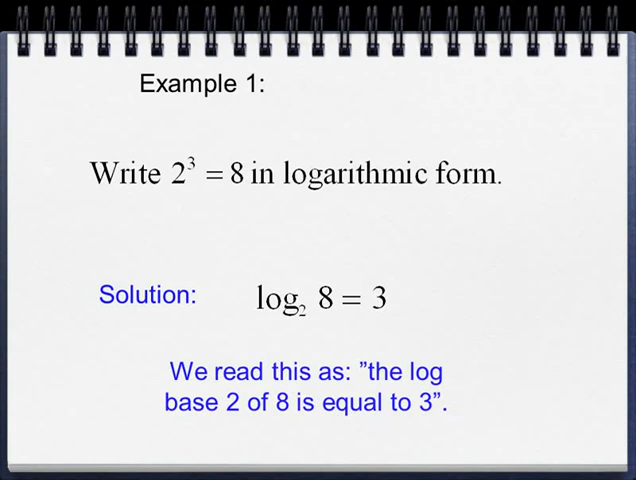 Example 1:
Write 2³ = 8 in logarithmic form.
Solution: log₂ 8 = 3
We read this as: ”the log
base 2 of 8 is equal to 3”.